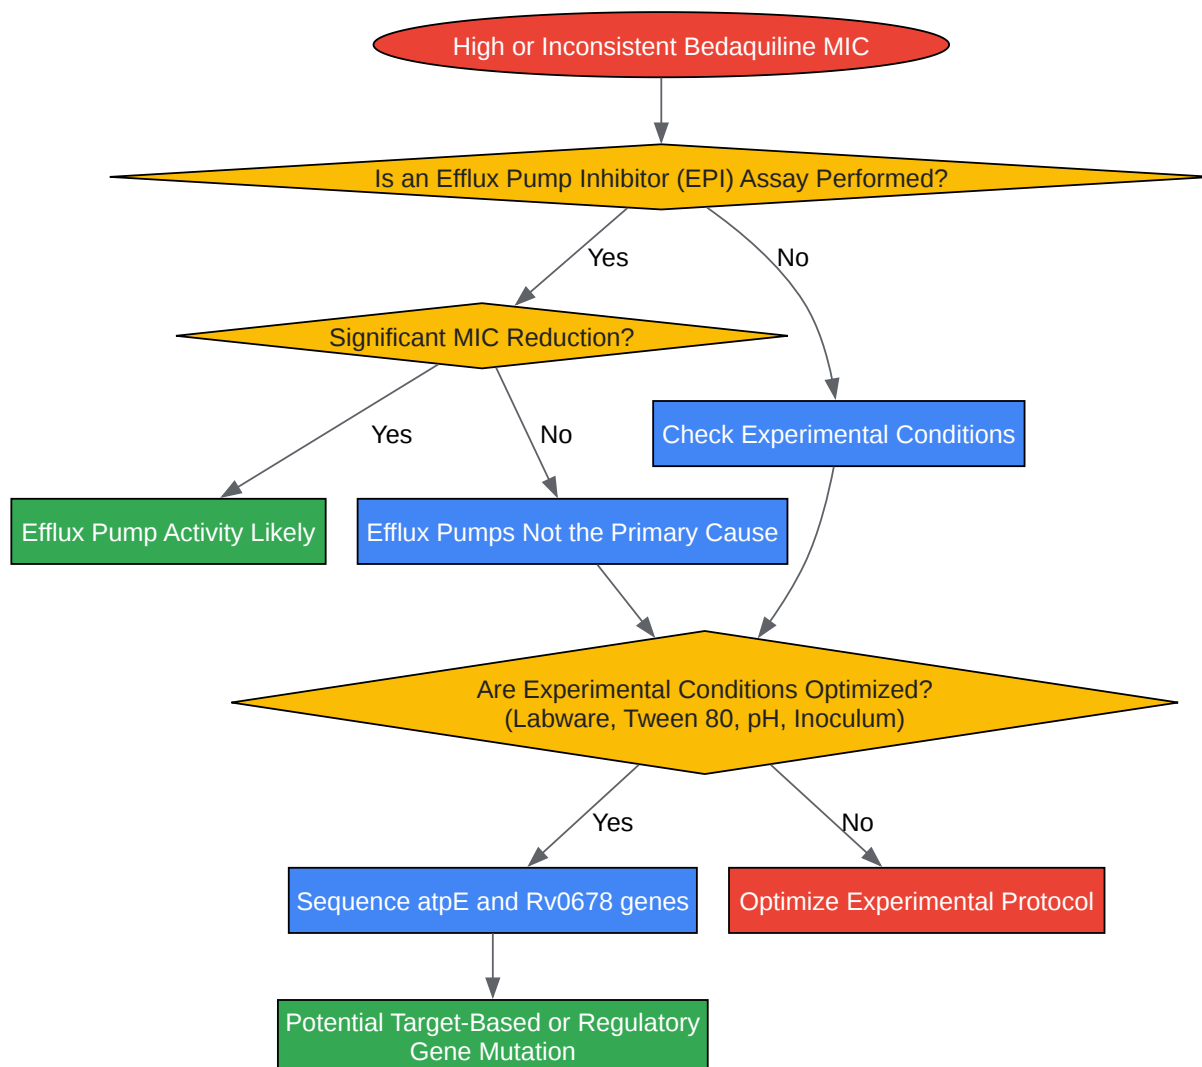 High or Inconsistent Bedaquiline MIC
Is an Efflux Pump Inhibitor (EPI) Assay Performed?
Yes
No
Significant MIC Reduction?
Yes
No
Check Experimental Conditions
Efflux Pump Activity Likely
Efflux Pumps Not the Primary Cause
Are Experimental Conditions Optimized?
(Labware, Tween 80, pH, Inoculum)
Yes
No
Sequence atpE and Rv0678 genes
Optimize Experimental Protocol
Potential Target-Based or Regulatory
Gene Mutation